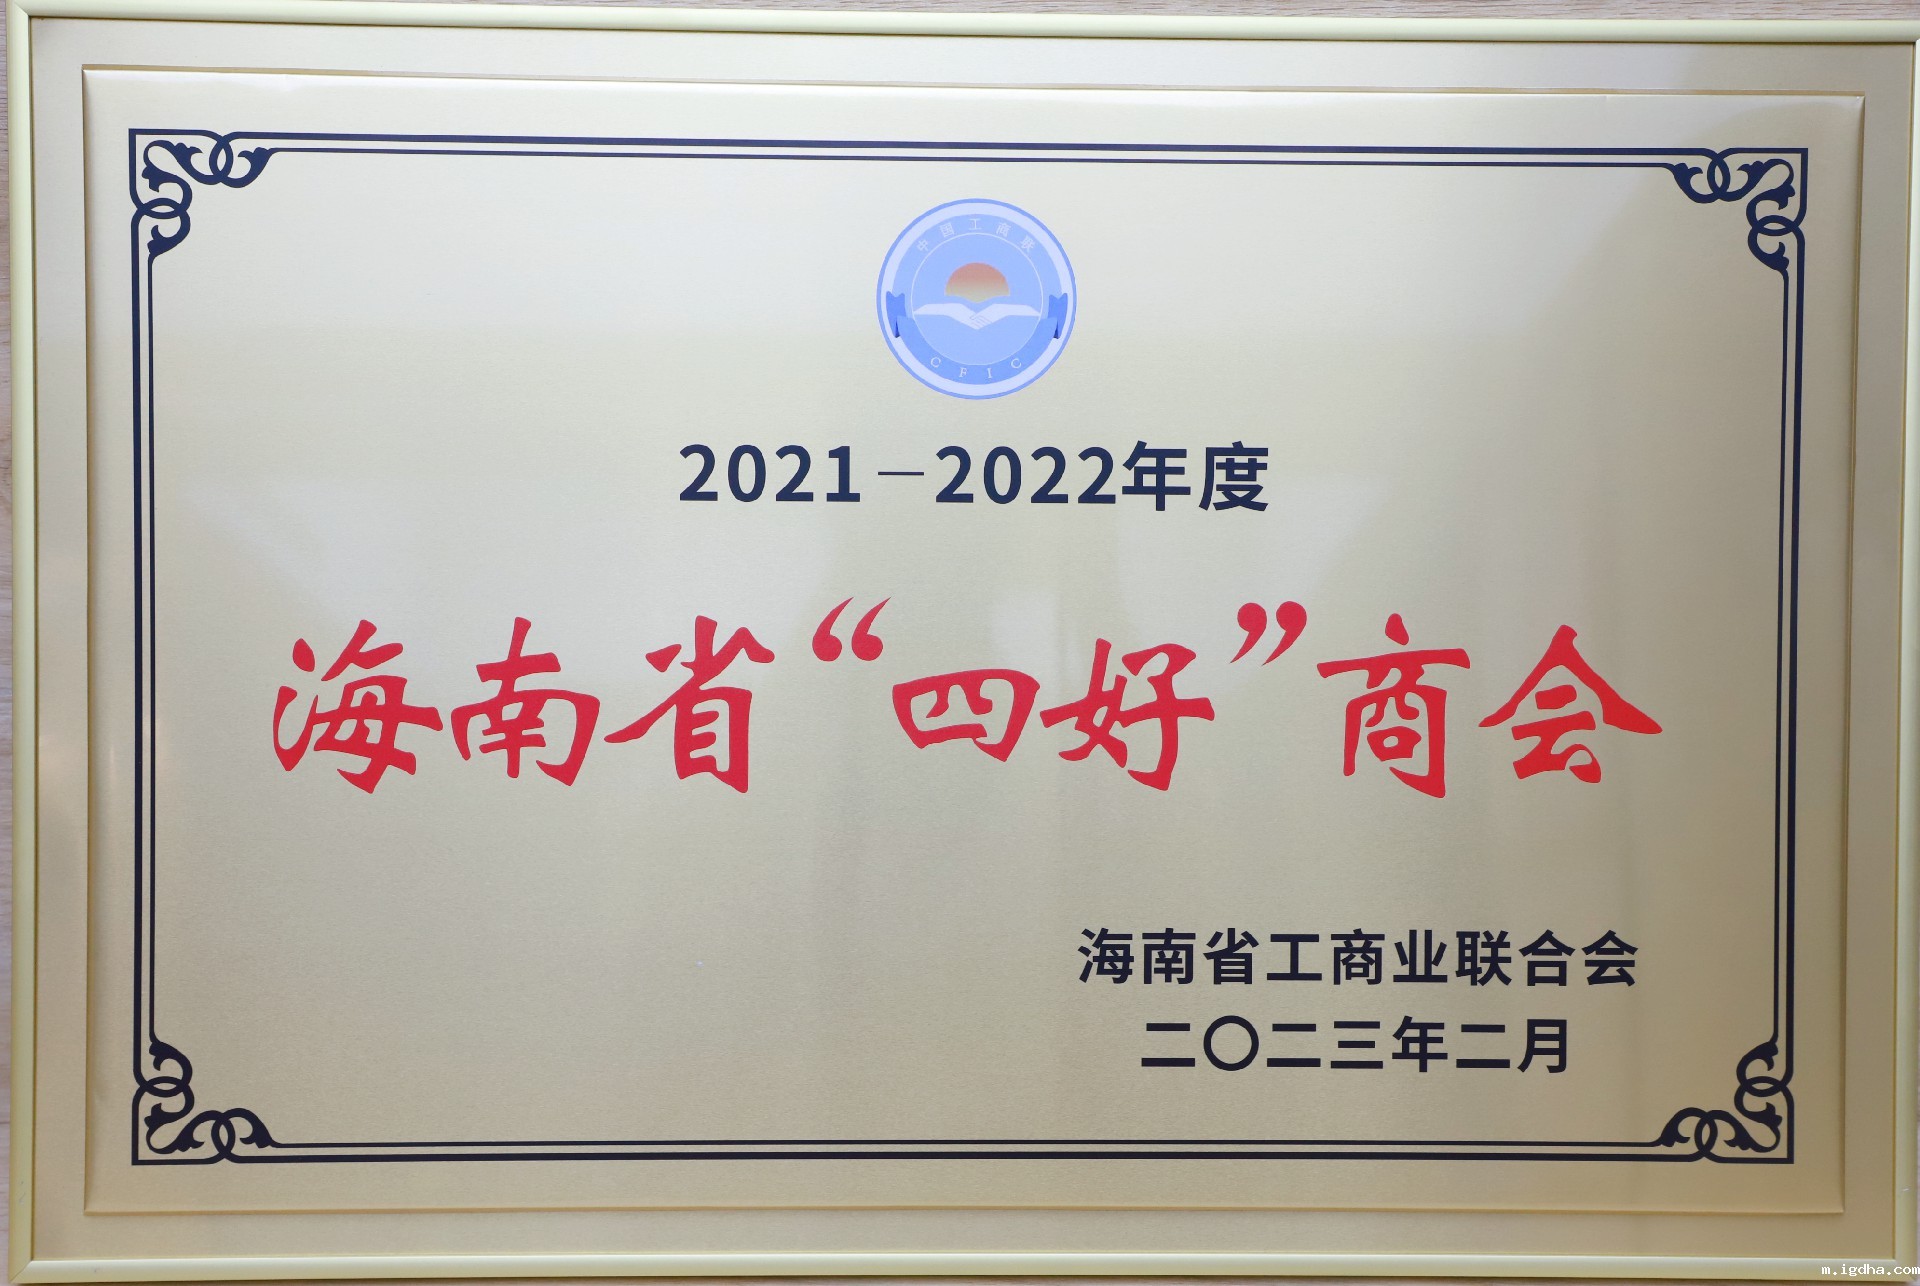 中国工商联
CFIC
2021—2022年度
海南省“四好”商会
海南省工商业联合会
二〇二三年二月
m.igdha.com